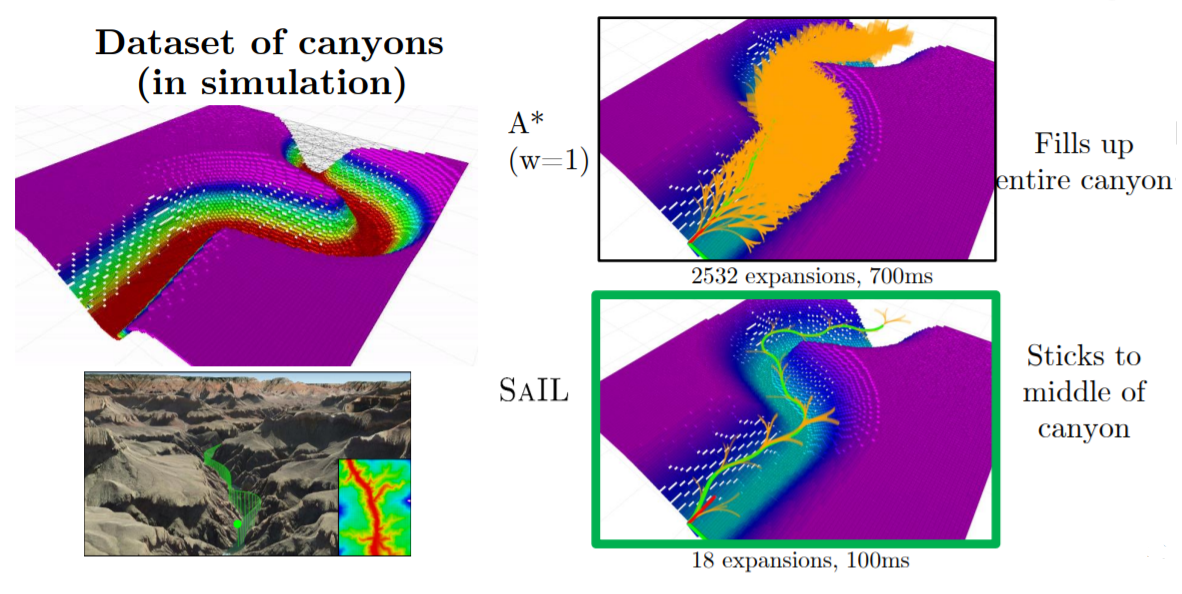 Dataset of canyons
(in simulation)
A*
(w=1)
Fills up
entire canyon
2532 expansions, 700ms
SAIL
Sticks to
middle of
canyon
18 expansions, 100ms